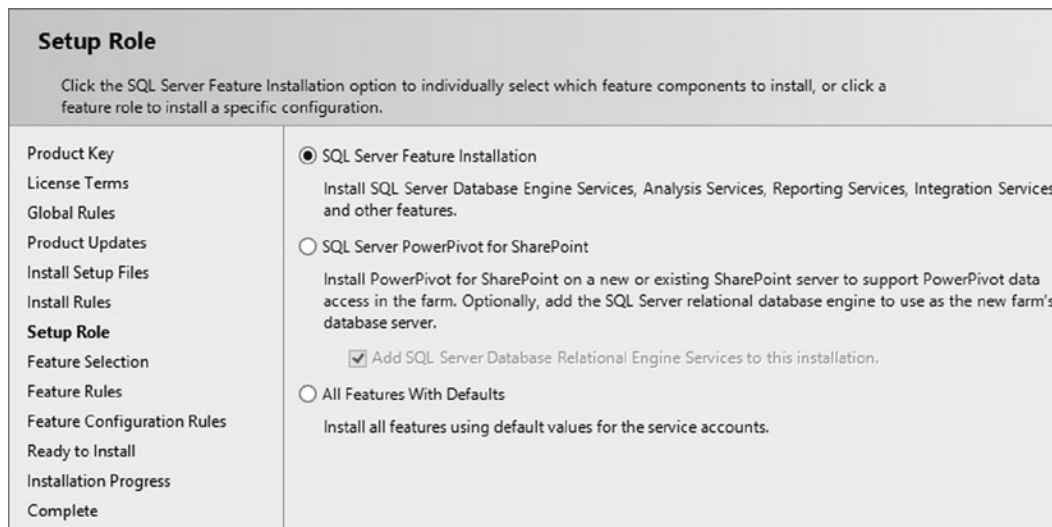 Setup Role
Click the SQL Server Feature Installation option to individually select which feature components to install, or click a
feature role to install a specific configuration.
Product Key
License Terms
Global Rules
Product Updates
Install Setup Files
Install Rules
Setup Role
Feature Selection
Feature Rules
Feature Configuration Rules
Ready to Install
Installation Progress
Complete
SQL Server Feature Installation
Install SQL Server Database Engine Services, Analysis Services, Reporting Services, Integration Services
and other features.
SQL Server PowerPivot for SharePoint
Install PowerPivot for SharePoint on a new or existing SharePoint server to support PowerPivot data
access in the farm. Optionally, add the SQL Server relational database engine to use as the new farm's
database server.
Add SQL Server Database Relational Engine Services to this installation.
All Features With Defaults
Install all features using default values for the service accounts.